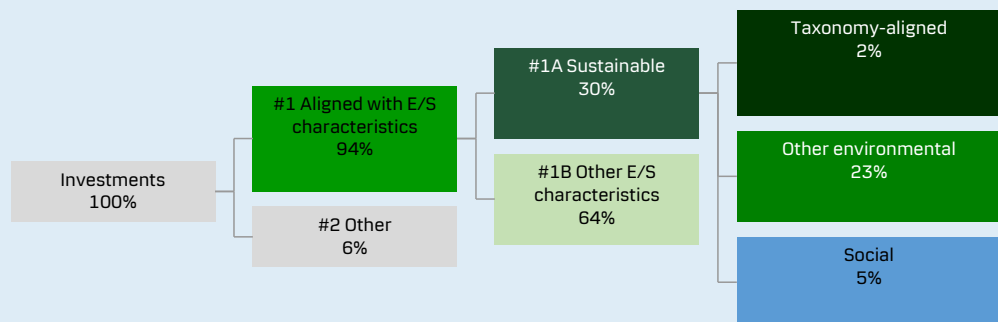 Investments
100%
#1 Aligned with E/S
characteristics
94%
#2 Other
6%
#1A Sustainable
30%
#1B Other E/S
characteristics
64%
Taxonomy-aligned
2%
Other environmental
23%
Social
5%